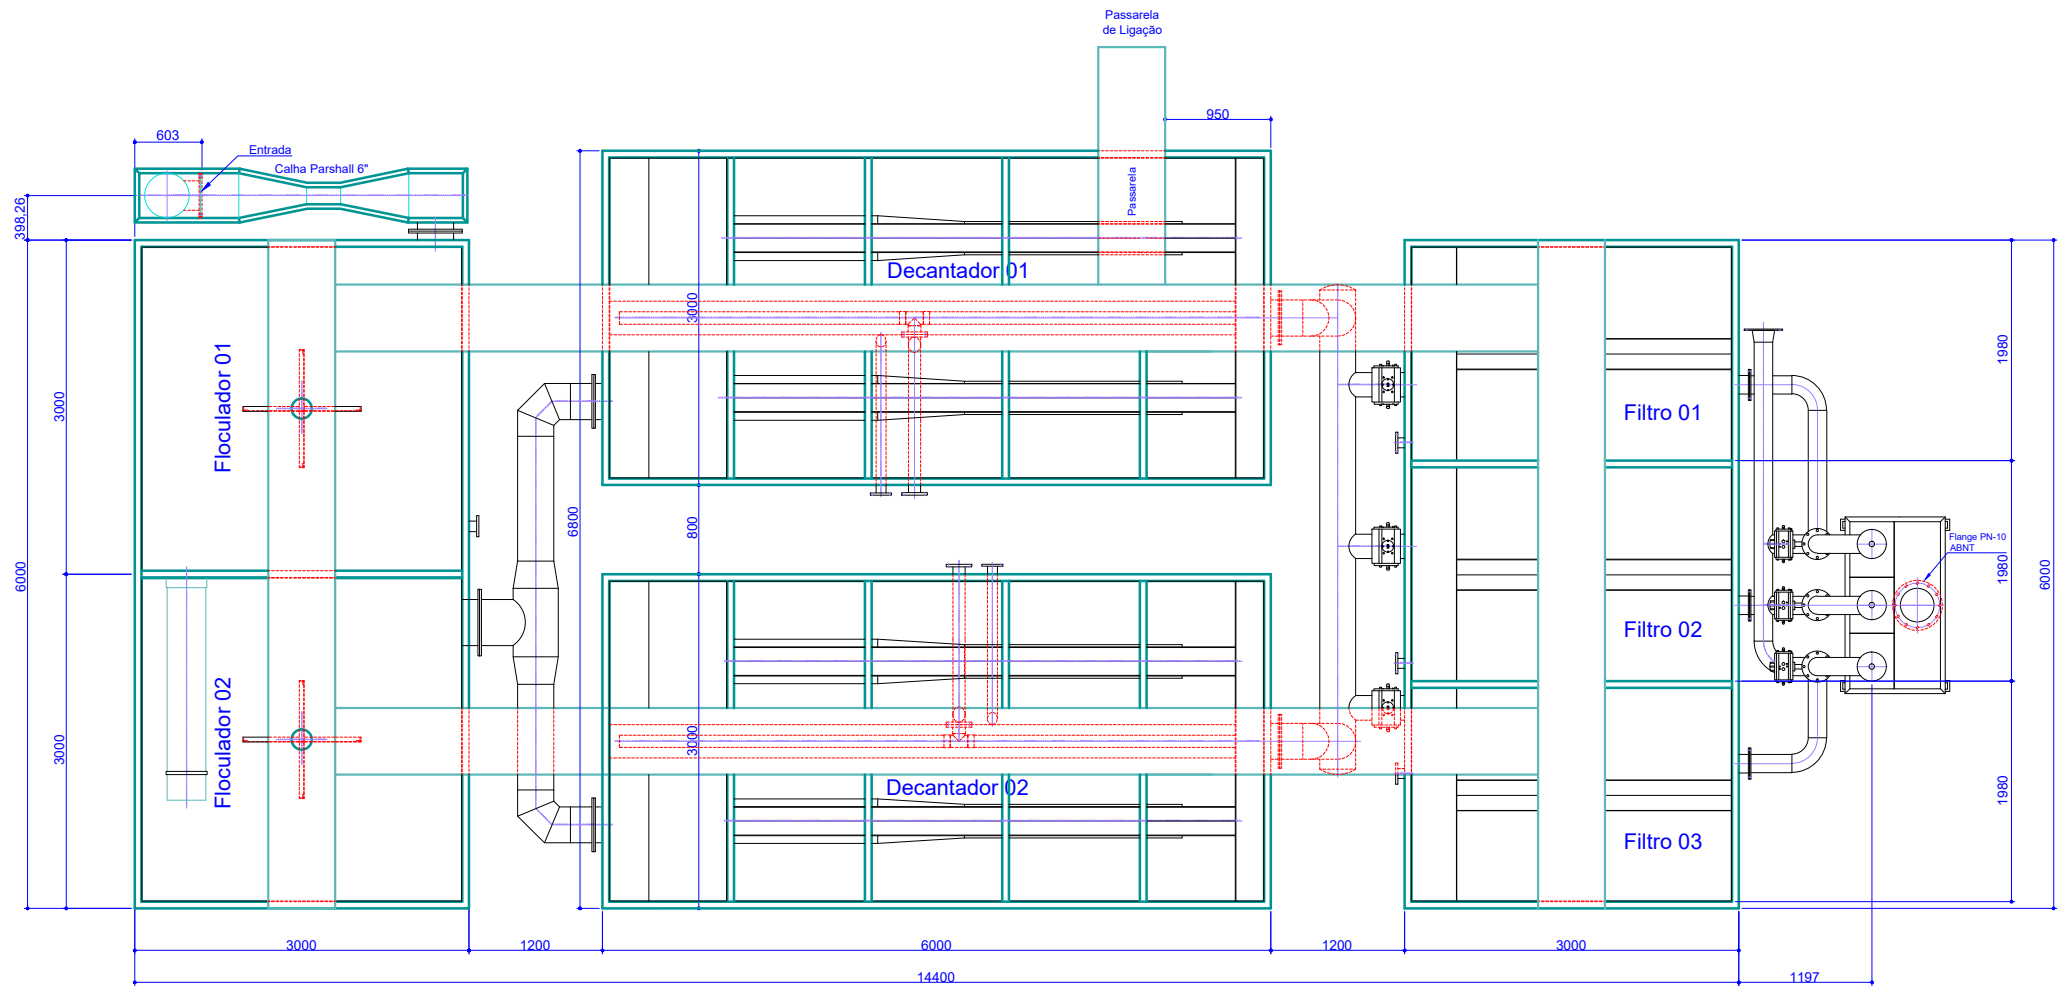 Passarela
de Ligação
950
603
Entrada
Calha Parshall 6"
Passarela
398,26
Decantador 01
3000
1980
Floculador 01
3000
Filtro 01
6800
800
6000
Flange PN-10
ABNT
1980
6000
Filtro 02
Floculador 02
3000
3000
Decantador 02
1980
Filtro 03
3000
1200
6000
1200
3000
14400
1197